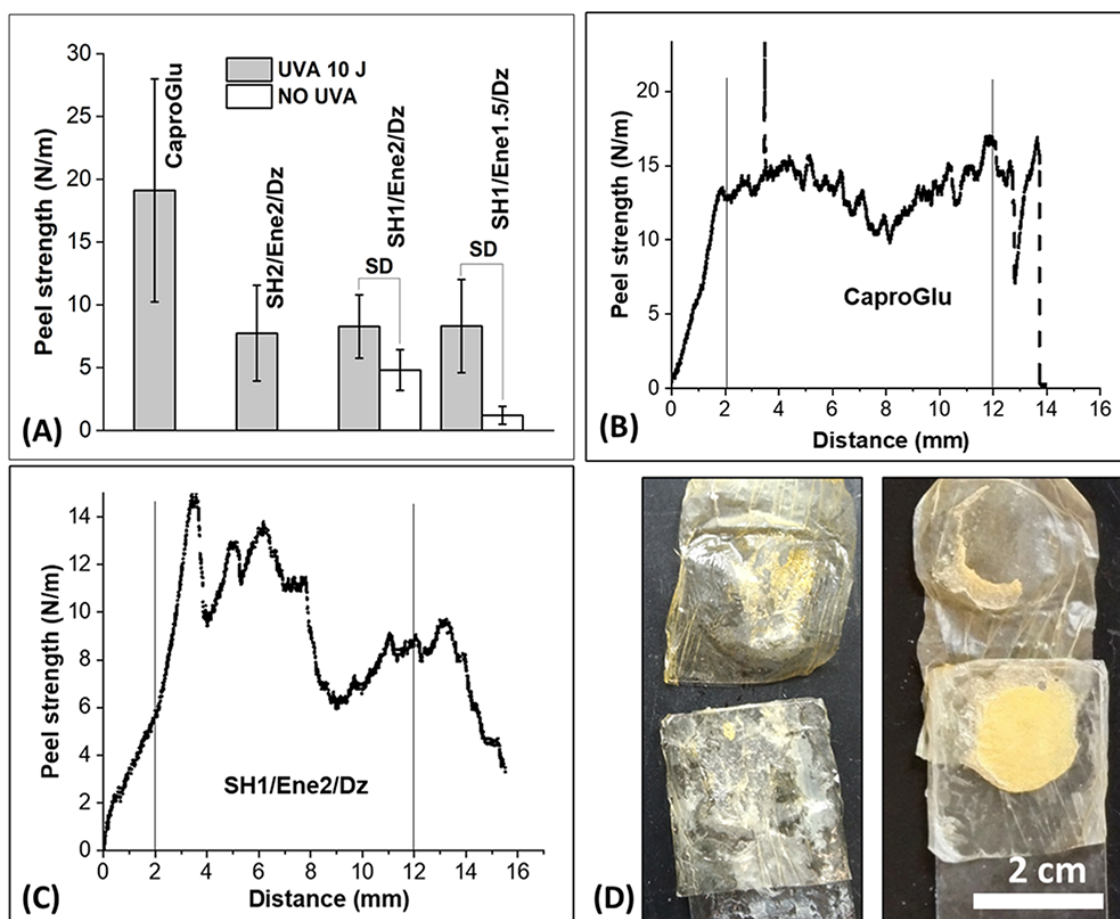 30
25
20
15
10
5
0
Peel strength (N/m)
UVA 10 J
NO UVA
CaproGlu
SH2/Ene2/Dz
SH1/Ene2/Dz
SH1/Ene1.5/Dz
SD
SD
(A)
20
15
10
5
0
Peel strength (N/m)
CaproGlu
0 2 4 6 8 10 12 14 16
Distance (mm)
(B)
14
12
10
8
6
4
2
0
Peel strength (N/m)
SH1/Ene2/Dz
0 2 4 6 8 10 12 14 16
Distance (mm)
(C)
(D)
2 cm